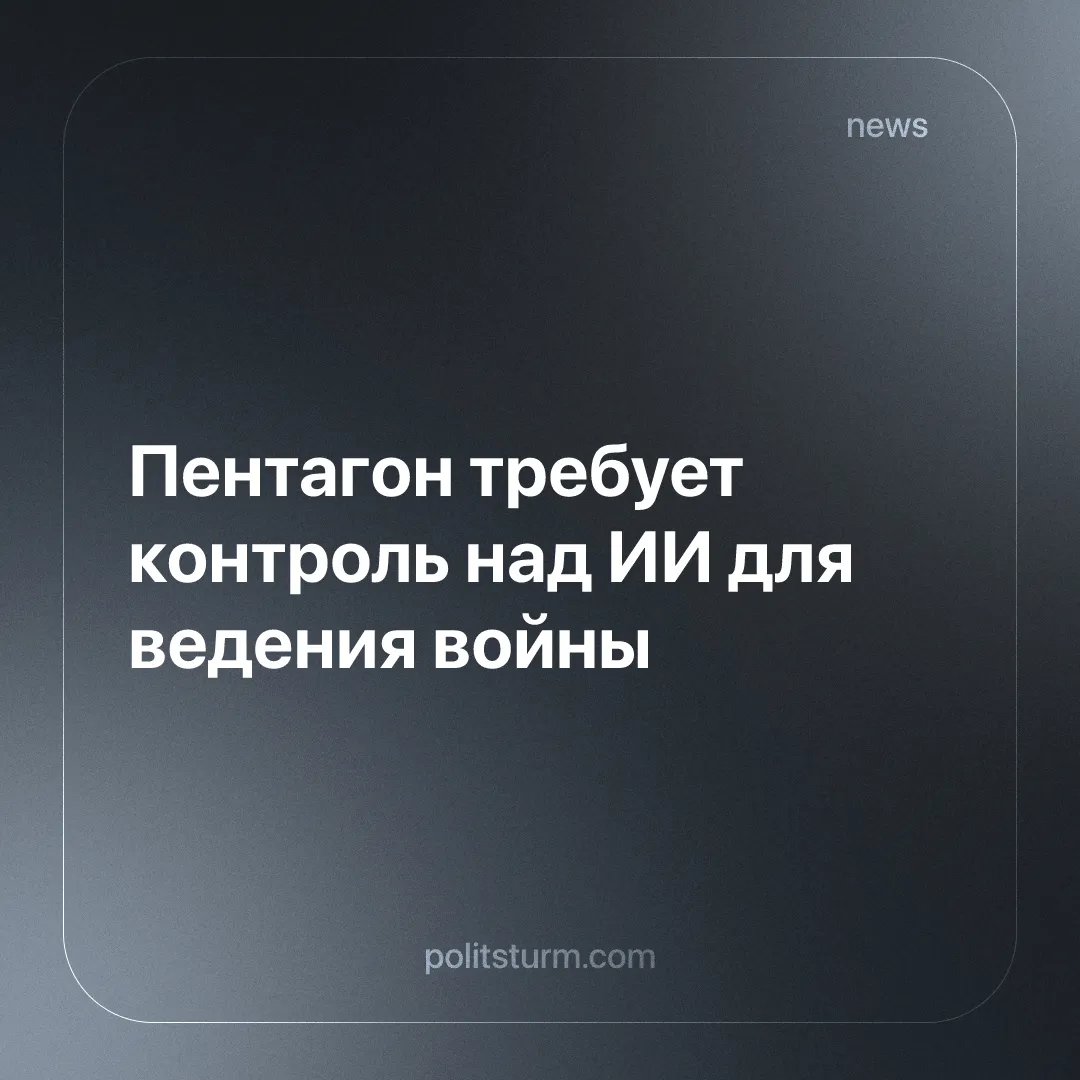 news
Пентагон требует
контроль над ИИ для
ведения войны
politsturm.com